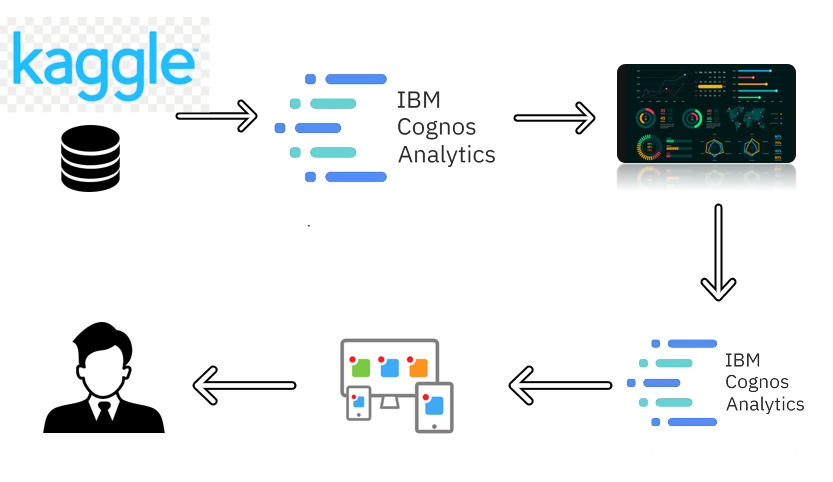 kaggle
IBM
Cognos
Analytics
IBM
Cognos
Analytics